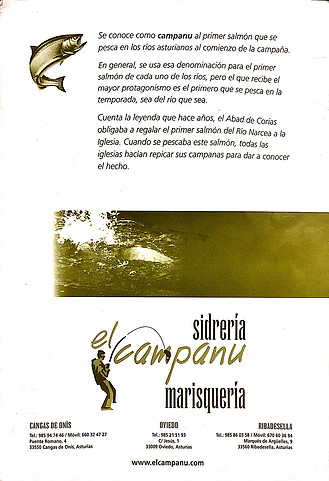 Se conoce como campanu al primer salmón que se
pesca en los ríos asturianos al comienzo de la campaña.
En general, se usa esa denominación para el primer
salmón de cada uno de los ríos, pero el que recibe el
mayor protagonismo es el primero que se pesca en la
temporada, sea del río que sea.
Cuenta la leyenda que hace años, el Abad de Corias
obligaba a regalar el primer salmón del Río Narcea a la
Iglesia. Cuando se pescaba este salmón, todas las
iglesias hacían repicar sus campanas para dar a conocer
el hecho.
sidrería
el campanu
marisquería
CANGAS DE ONÍS
Tel.: 985 94 74 46 / Móvil: 660 32 47 27
Puente Romano, 4
33550 Cangas de Onís, Asturias
OVIEDO
Tel.: 985 21 51 93
C/ Jesús, 1
33009 Oviedo, Asturias
RIBADESELLA
Tel.: 985 86 03 58 / Móvil: 670 60 36 94
Marqués de Argüelles, 9
33560 Ribadesella, Asturias
www.elcampanu.com